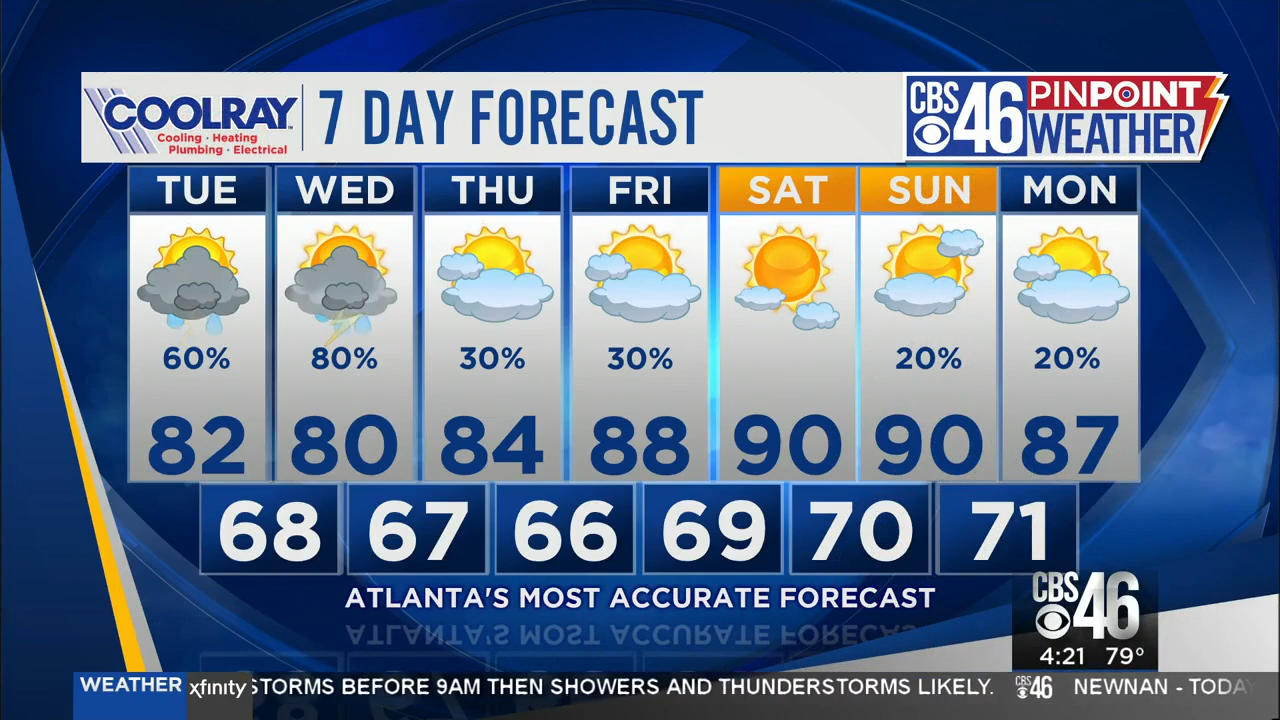 COOLRAY
Cooling · Heating
Plumbing · Electrical
7 DAY FORECAST
CBS 46 PINPOINT WEATHER
TUE WED THU FRI SAT SUN MON
60% 80% 30% 30% 20% 20%
82 80 84 88 90 90 87
68 67 66 69 70 71
ATLANTA'S MOST ACCURATE FORECAST
CBS 46
4:21 79°
WEATHER xfinity STORMS BEFORE 9AM THEN SHOWERS AND THUNDERSTORMS LIKELY. CBS 46 NEWNAN - TODAY